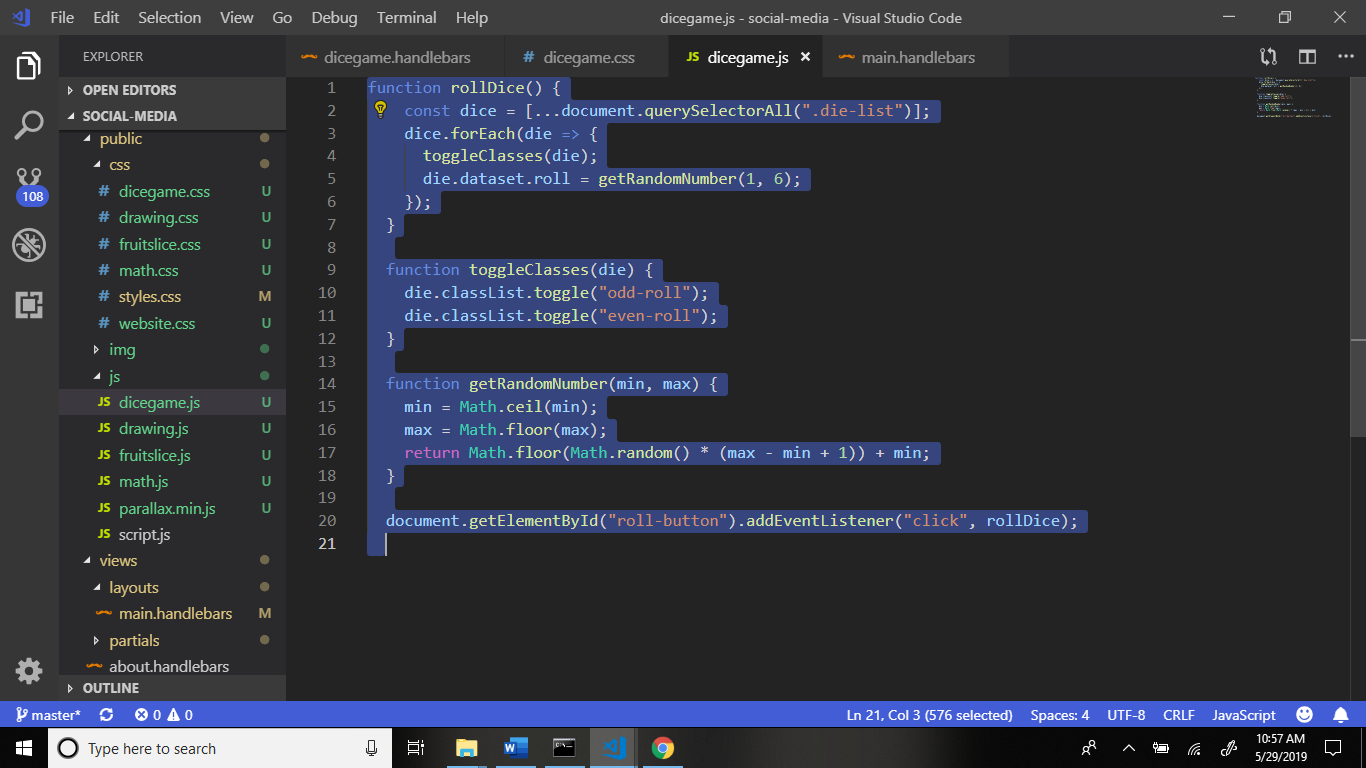 File Edit Selection View Go Debug Terminal Help
dicegame.js - social-media - Visual Studio Code
EXPLORER
dicegame.handlebars
# dicegame.css
JS dicegame.js ×
main.handlebars
OPEN EDITORS
SOCIAL-MEDIA
public
css
# dicegame.css U
# drawing.css U
# fruitslice.css U
# math.css U
# styles.css M
# website.css U
img
js
JS dicegame.js U
JS drawing.js U
JS fruitslice.js U
JS math.js U
JS parallax.min.js U
JS script.js
views
layouts
main.handlebars M
partials
about.handlebars
OUTLINE
108
1 function rollDice() {
2 const dice = [...document.querySelectorAll(".die-list")];
3 dice.forEach(die => {
4 toggleClasses(die);
5 die.dataset.roll = getRandomNumber(1, 6);
6 });
7 }
8
9 function toggleClasses(die) {
10 die.classList.toggle("odd-roll");
11 die.classList.toggle("even-roll");
12 }
13
14 function getRandomNumber(min, max) {
15 min = Math.ceil(min);
16 max = Math.floor(max);
17 return Math.floor(Math.random() * (max - min + 1)) + min;
18 }
19
20 document.getElementById("roll-button").addEventListener("click", rollDice);
21
master* 0 0
Ln 21, Col 3 (576 selected) Spaces: 4 UTF-8 CRLF JavaScript
Type here to search
10:57 AM
5/29/2019